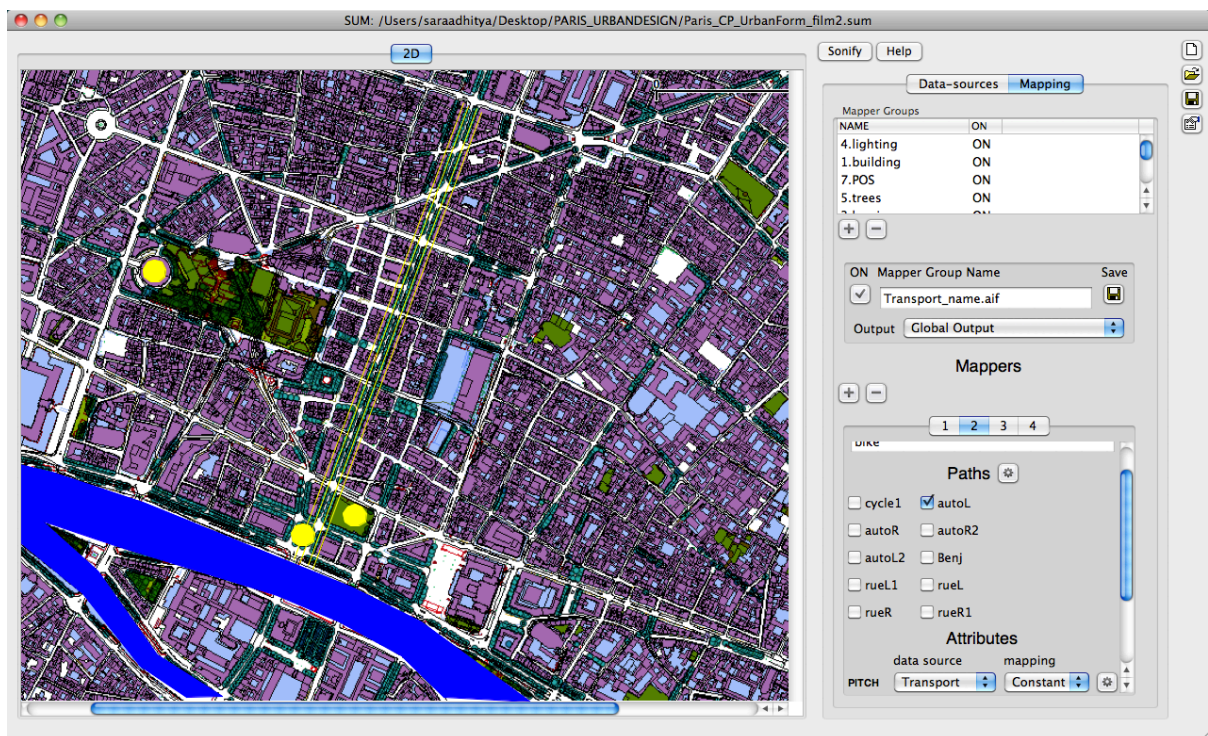 SUM: /Users/saraadhitya/Desktop/PARIS_URBANDESIGN/Paris_CP_UrbanForm_film2.sum
2D
Sonify Help
Data-sources Mapping
Mapper Groups
NAME ON
4.lighting ON
1.building ON
7.POS ON
5.trees ON
ON
ON Mapper Group Name Save
Transport_name.aif
Output Global Output
Mappers
1 2 3 4
bike
Paths
cycle1 autoL
autoR autoR2
autoL2 Benj
rueL1 rueL
rueR rueR1
Attributes
data source mapping
PITCH Transport Constant